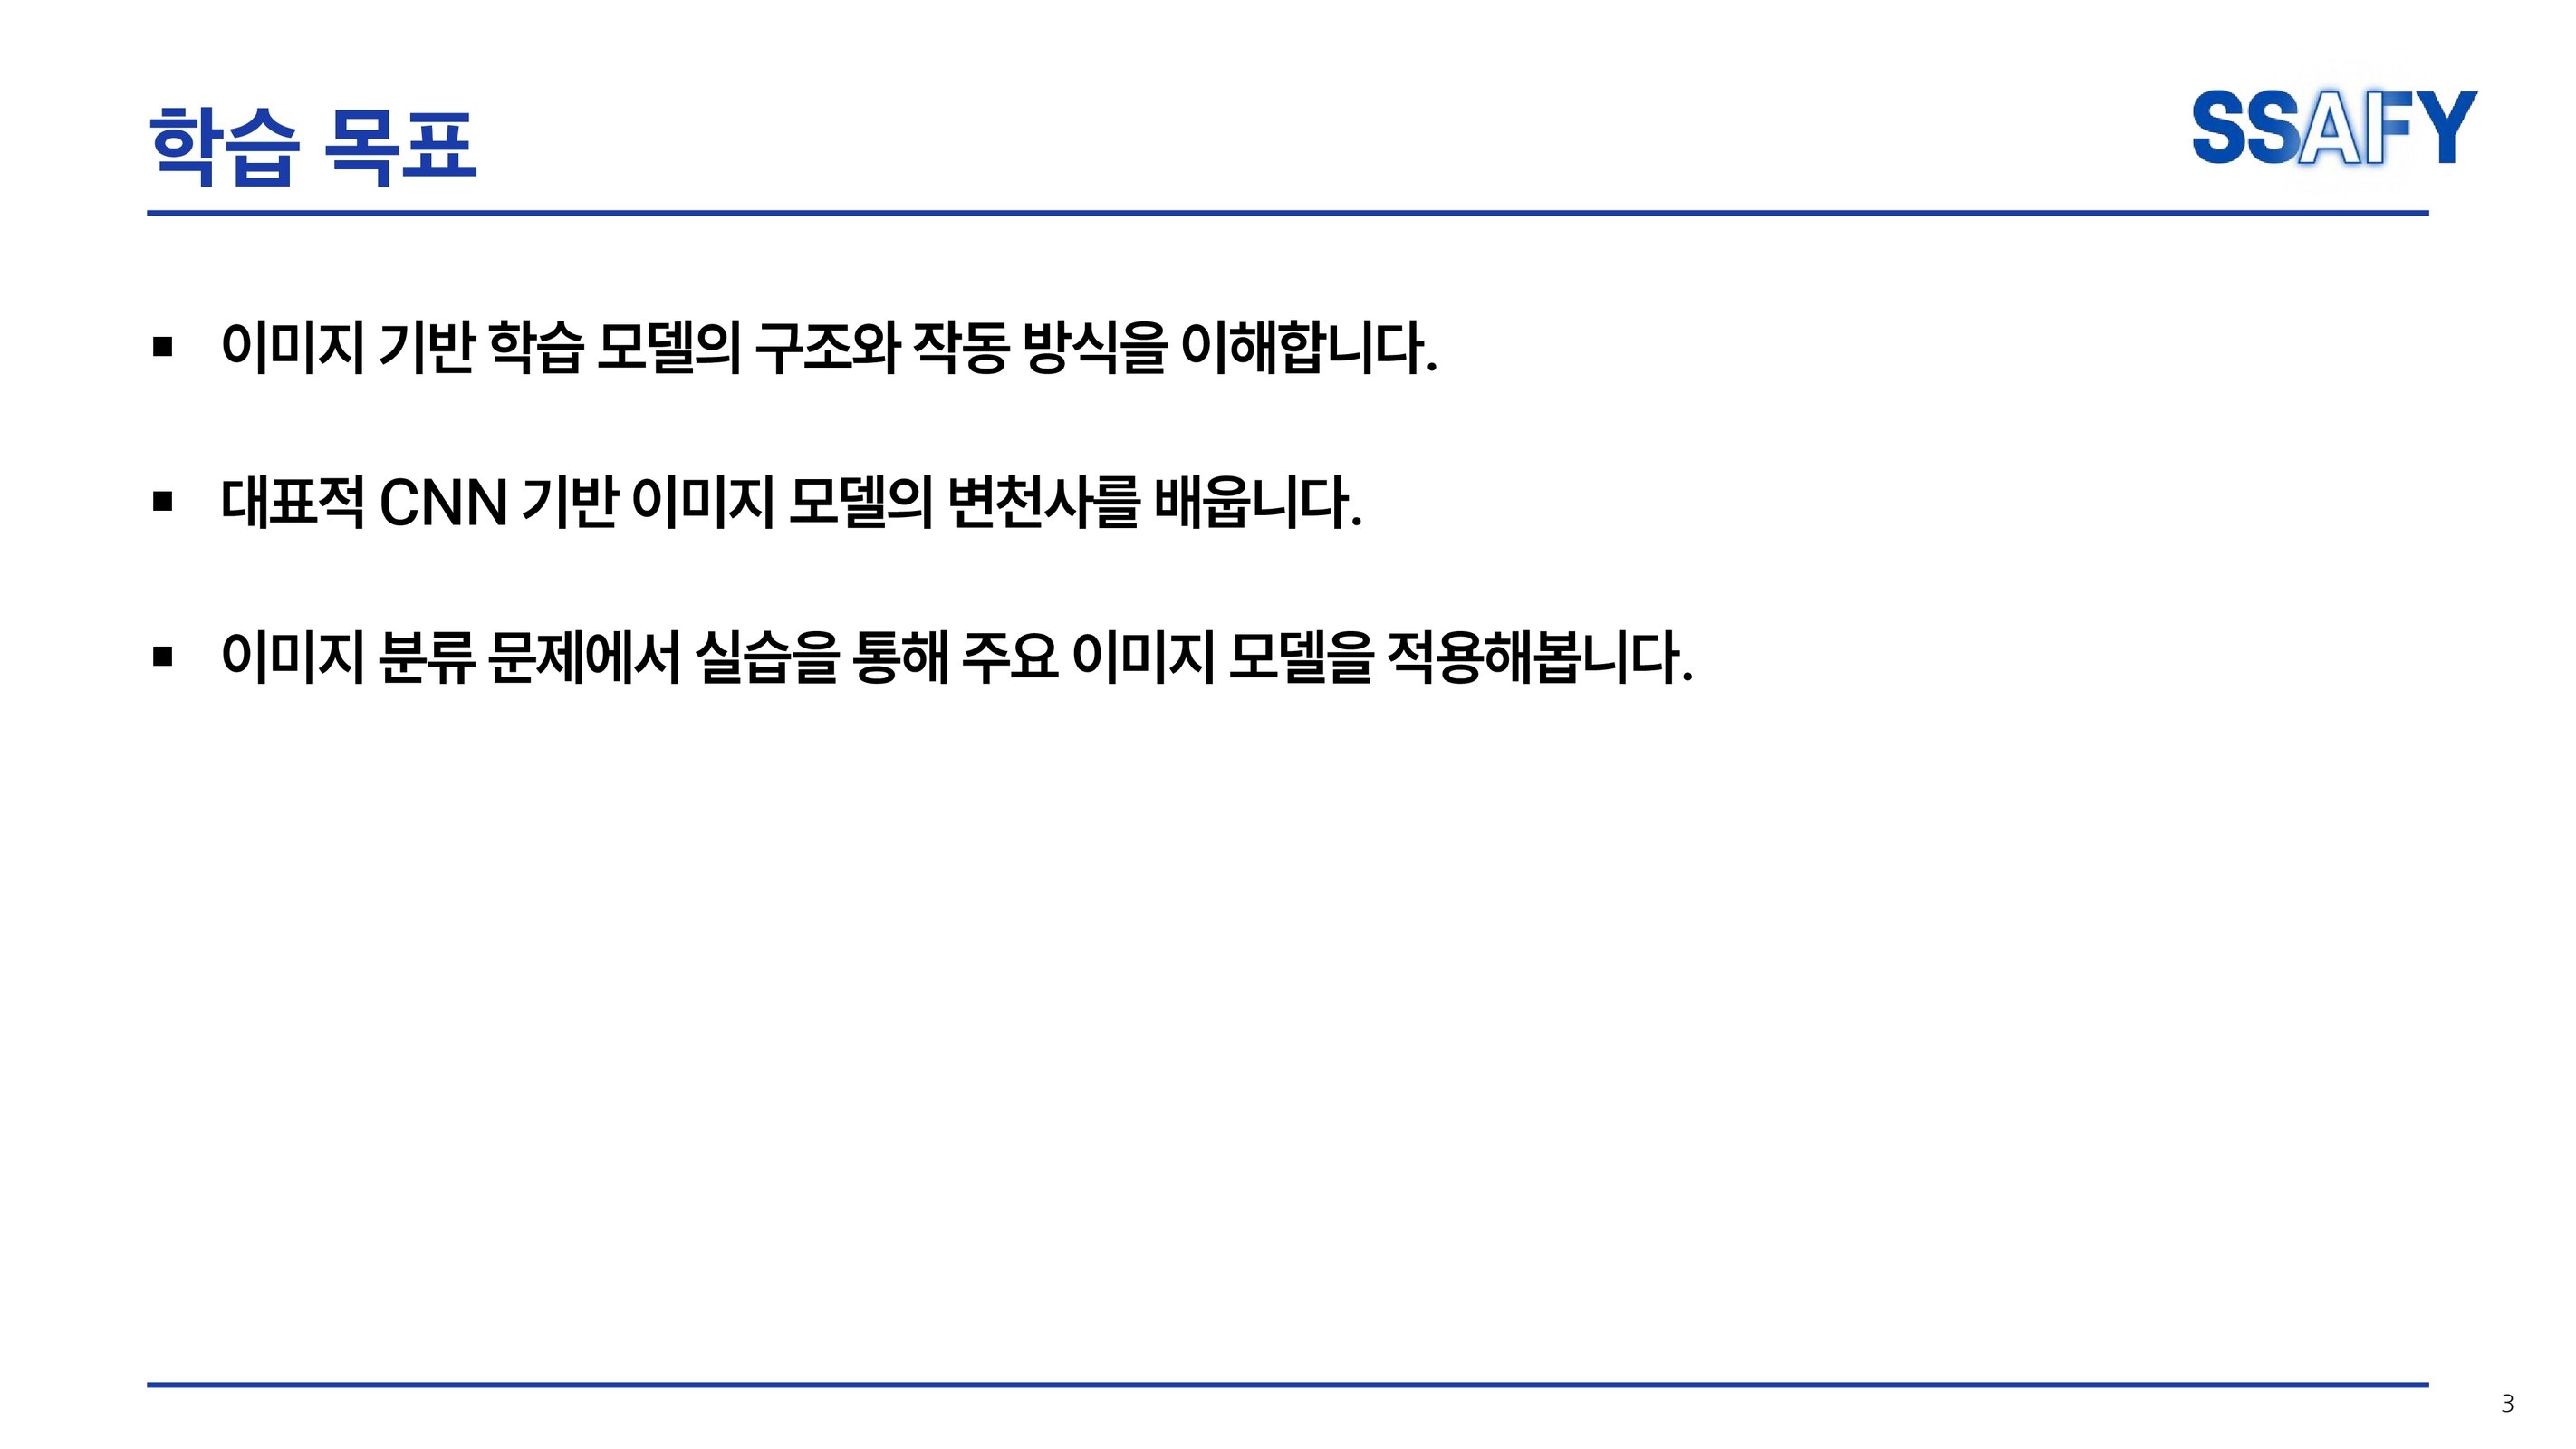 학습 목표
SSAFY
이미지 기반 학습 모델의 구조와 작동 방식을 이해합니다.
대표적 CNN 기반 이미지 모델의 변천사를 배웁니다.
이미지 분류 문제에서 실습을 통해 주요 이미지 모델을 적용해봅니다.
3